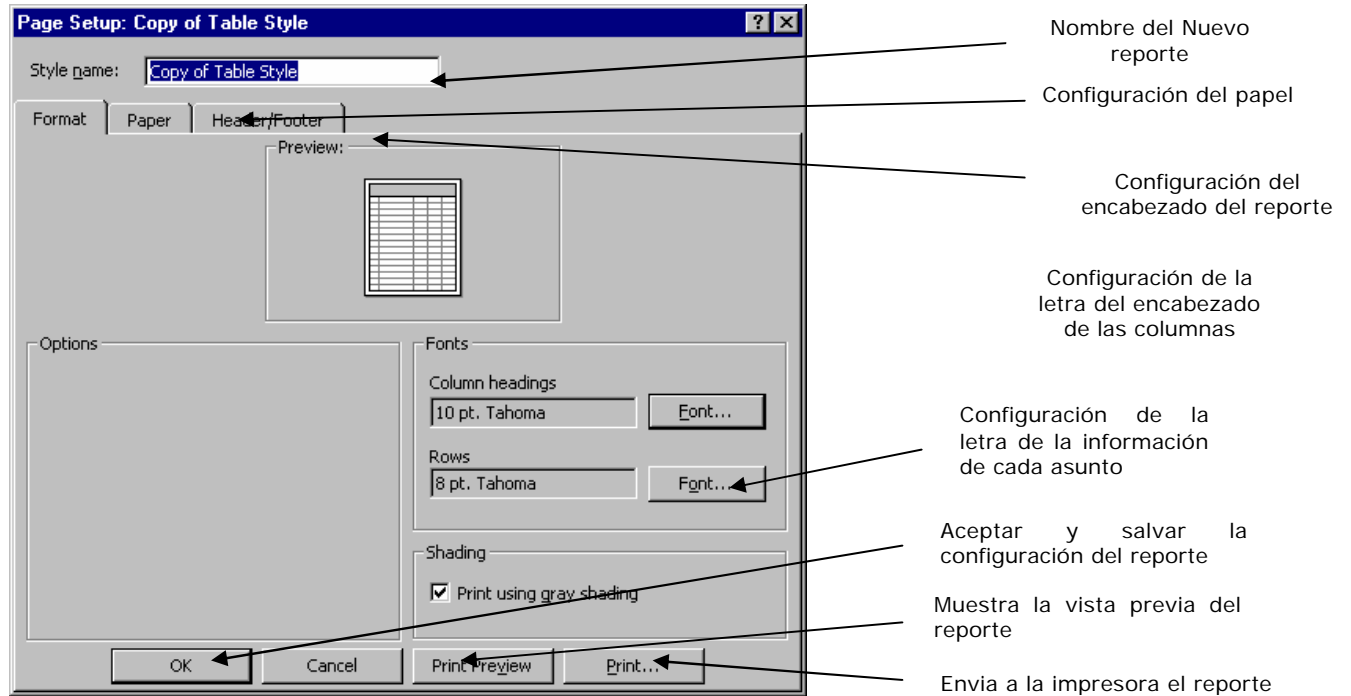 Page Setup: Copy of Table Style
Style name: Copy of Table Style
Format Paper Header/Footer
Preview:
Options
Fonts
Column headings
10 pt. Tahoma Font...
Rows
8 pt. Tahoma Font...
Shading
Print using gray shading
OK Cancel Print Preview Print...
Nombre del Nuevo
reporte
Configuración del papel
Configuración del
encabezado del reporte
Configuración de la
letra del encabezado
de las columnas
Configuración de la
letra de la información
de cada asunto
Aceptar y salvar la
configuración del reporte
Muestra la vista previa del
reporte
Envia a la impresora el reporte